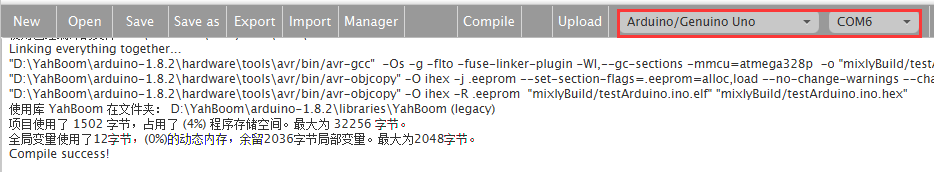 New Open Save Save as Export Import Manager Compile Upload Arduino/Genuino Uno COM6
Linking everything together...
"D:\YahBoom\arduino-1.8.2\hardware\tools\avr/bin/avr-gcc" -Os -g -flto -fuse-linker-plugin -Wl,--gc-sections -mmcu=atmega328p -o "mixlyBuild/test
"D:\YahBoom\arduino-1.8.2\hardware\tools\avr/bin/avr-objcopy" -O ihex -j .eeprom --set-section-flags=.eeprom=alloc,load --no-change-warnings --cha
"D:\YahBoom\arduino-1.8.2\hardware\tools\avr/bin/avr-objcopy" -O ihex -R .eeprom "mixlyBuild/testArduino.ino.elf" "mixlyBuild/testArduino.ino.hex"
使用库 YahBoom 在文件夹： D:\YahBoom\arduino-1.8.2\libraries\YahBoom (legacy)
项目使用了 1502 字节，占用了 (4%) 程序存储空间。最大为 32256 字节。
全局变量使用了12字节，(0%)的动态内存，余留2036字节局部变量。最大为2048字节。
Compile success!